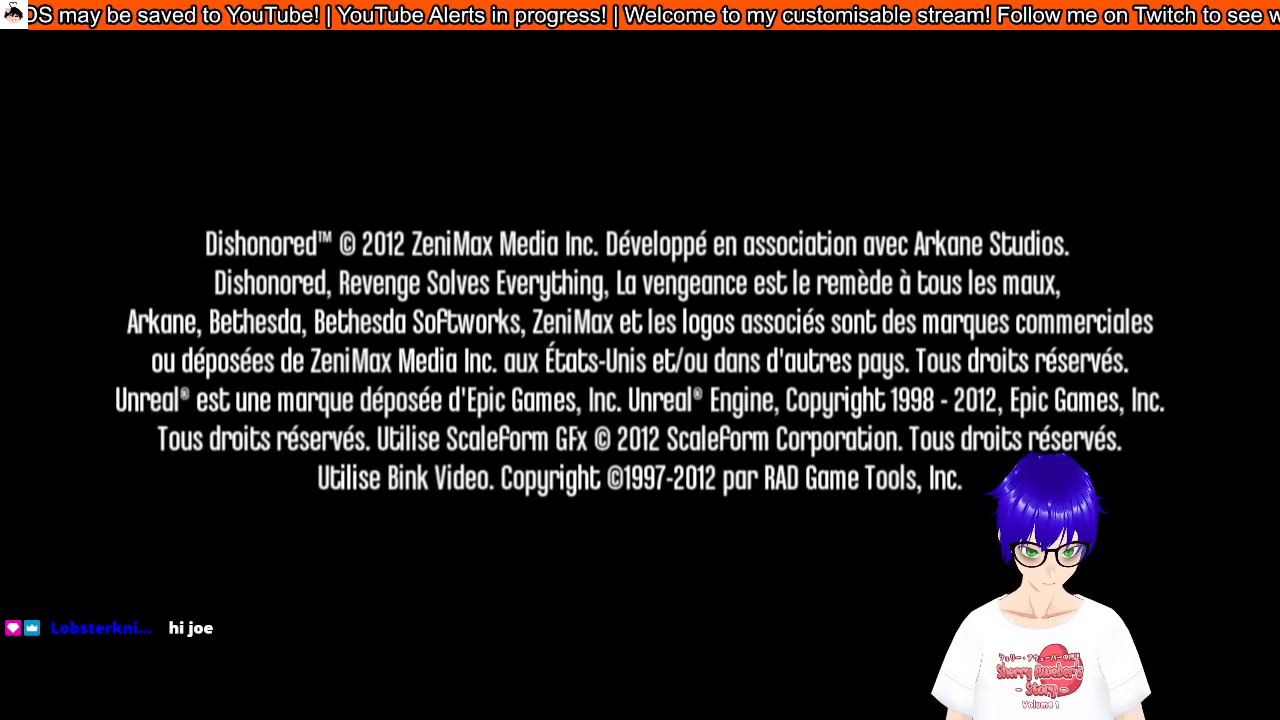 DS may be saved to YouTube! | YouTube Alerts in progress! | Welcome to my customisable stream! Follow me on Twitch to see w
Dishonored™ © 2012 ZeniMax Media Inc. Développé en association avec Arkane Studios.
Dishonored, Revenge Solves Everything, La vengeance est le remède à tous les maux,
Arkane, Bethesda, Bethesda Softworks, ZeniMax et les logos associés sont des marques commerciales
ou déposées de ZeniMax Media Inc. aux États-Unis et/ou dans d'autres pays. Tous droits réservés.
Unreal® est une marque déposée d'Epic Games, Inc. Unreal® Engine, Copyright 1998 - 2012, Epic Games, Inc.
Tous droits réservés. Utilise Scaleform GFx © 2012 Scaleform Corporation. Tous droits réservés.
Utilise Bink Video. Copyright ©1997-2012 par RAD Game Tools, Inc.
Lobsterkni... hi joe
Sherry Aweber's
- Story -
Volume 1